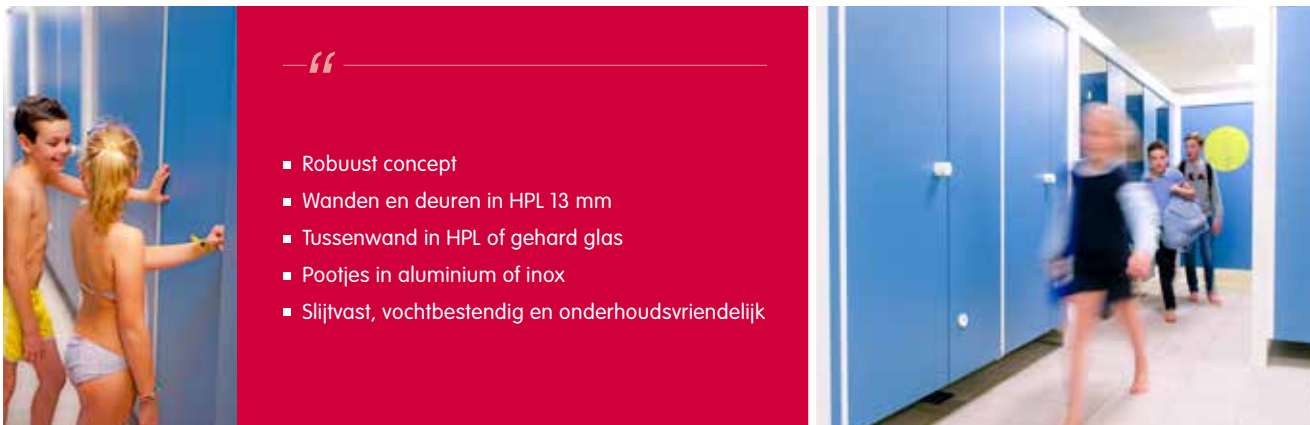 “
Robuust concept
Wanden en deuren in HPL 13 mm
Tussenwand in HPL of gehard glas
Pootjes in aluminium of inox
Slijtvast, vochtbestendig en onderhoudsvriendelijk